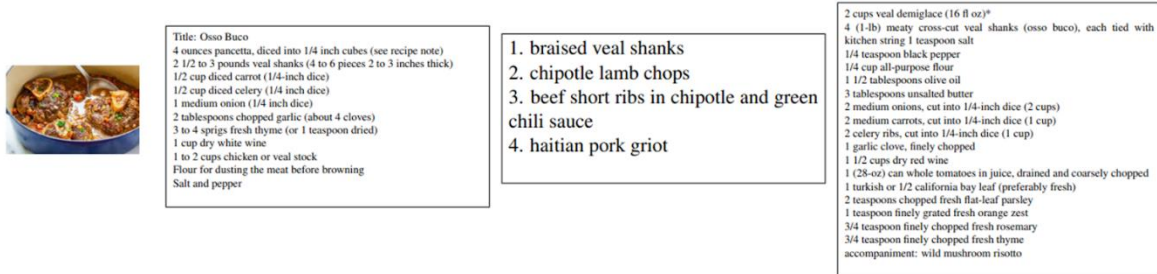 Title: Osso Buco
4 ounces pancetta, diced into 1/4 inch cubes (see recipe note)
2 1/2 to 3 pounds veal shanks (4 to 6 pieces 2 to 3 inches thick)
1/2 cup diced carrot (1/4-inch dice)
1/2 cup diced celery (1/4 inch dice)
1 medium onion (1/4 inch dice)
2 tablespoons chopped garlic (about 4 cloves)
3 to 4 sprigs fresh thyme (or 1 teaspoon dried)
1 cup dry white wine
1 to 2 cups chicken or veal stock
Flour for dusting the meat before browning
Salt and pepper
1. braised veal shanks
2. chipotle lamb chops
3. beef short ribs in chipotle and green
chili sauce
4. haitian pork griot
2 cups veal demiglace (16 fl oz)*
4 (1-lb) meaty cross-cut veal shanks (osso buco), each tied with
kitchen string 1 teaspoon salt
1/4 teaspoon black pepper
1/4 cup all-purpose flour
1 1/2 tablespoons olive oil
3 tablespoons unsalted butter
2 medium onions, cut into 1/4-inch dice (2 cups)
2 medium carrots, cut into 1/4-inch dice (1 cup)
2 celery ribs, cut into 1/4-inch dice (1 cup)
1 garlic clove, finely chopped
1 1/2 cups dry red wine
1 (28-oz) can whole tomatoes in juice, drained and coarsely chopped
1 turkish or 1/2 california bay leaf (preferably fresh)
2 teaspoons chopped fresh flat-leaf parsley
1 teaspoon finely grated fresh orange zest
3/4 teaspoon finely chopped fresh rosemary
3/4 teaspoon finely chopped fresh thyme
accompaniment: wild mushroom risotto